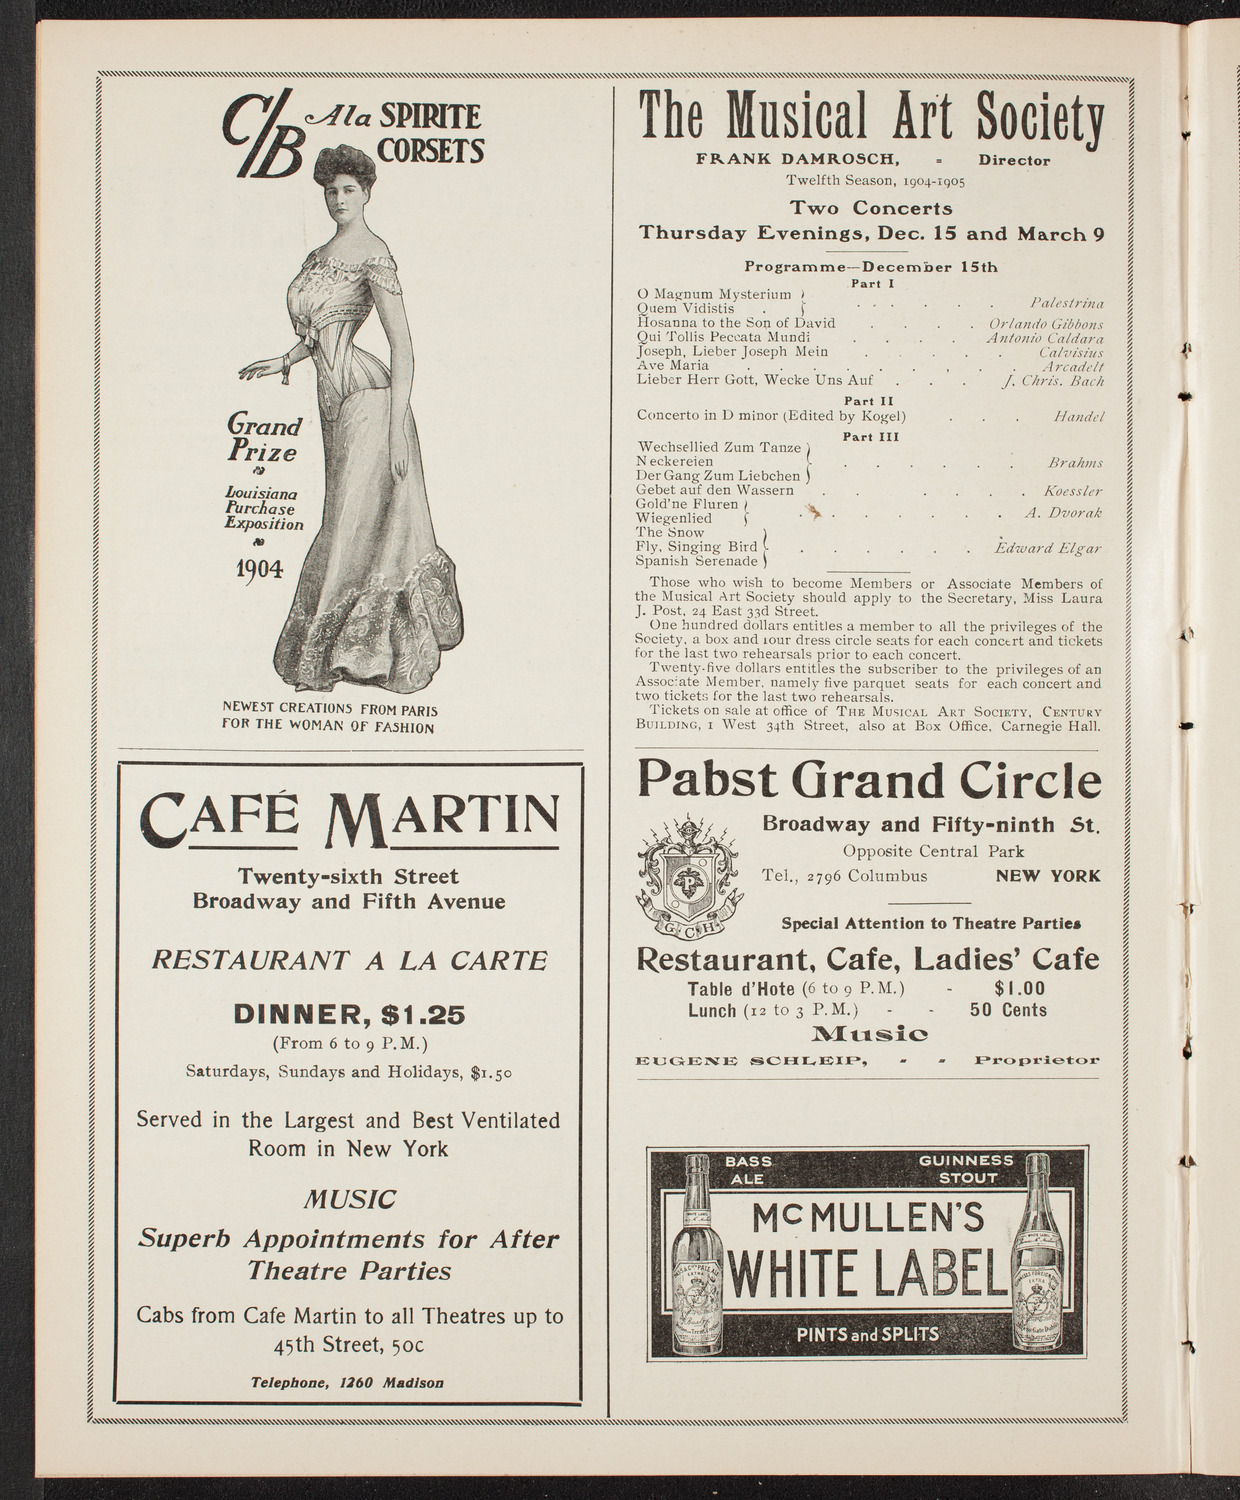 C/B Ala SPIRITE
CORSETS
Grand
Prize
Louisiana
Purchase
Exposition
1904
NEWEST CREATIONS FROM PARIS
FOR THE WOMAN OF FASHION
CAFÉ MARTIN
Twenty-sixth Street
Broadway and Fifth Avenue
RESTAURANT A LA CARTE
DINNER, $1.25
(From 6 to 9 P.M.)
Saturdays, Sundays and Holidays, $1.50
Served in the Largest and Best Ventilated
Room in New York
MUSIC
Superb Appointments for After
Theatre Parties
Cabs from Cafe Martin to all Theatres up to
45th Street, 50c
Telephone, 1260 Madison
The Musical Art Society
FRANK DAMROSCH, = Director
Twelfth Season, 1904-1905
Two Concerts
Thursday Evenings, Dec. 15 and March 9
Programme—December 15th
Part I
O Magnum Mysterium
Quem Vidistis . . . . . . . Palestrina
Hosanna to the Son of David . . . . Orlando Gibbons
Qui Tollis Peccata Mundi . . . . Antonio Caldara
Joseph, Lieber Joseph Mein . . . . . Calvisius
Ave Maria . . . . . . . . Arcadelt
Lieber Herr Gott, Wecke Uns Auf . . . J. Chris. Bach
Part II
Concerto in D minor (Edited by Kogel) . . . Handel
Part III
Wechsellied Zum Tanze
Neckereien . . . . . . Brahms
Der Gang Zum Liebchen
Gebet auf den Wassern . . . . . . Koessler
Gold'ne Fluren
Wiegenlied . . . . . . . A. Dvorak
The Snow
Fly, Singing Bird . . . . . . Edward Elgar
Spanish Serenade
Those who wish to become Members or Associate Members of
the Musical Art Society should apply to the Secretary, Miss Laura
J. Post, 24 East 33d Street.
One hundred dollars entitles a member to all the privileges of the
Society, a box and four dress circle seats for each concert and tickets
for the last two rehearsals prior to each concert.
Twenty-five dollars entitles the subscriber to the privileges of an
Associate Member, namely five parquet seats for each concert and
two tickets for the last two rehearsals.
Tickets on sale at office of THE MUSICAL ART SOCIETY, CENTURY
BUILDING, 1 West 34th Street, also at Box Office, Carnegie Hall.
Pabst Grand Circle
Broadway and Fifty-ninth St.
Opposite Central Park
Tel., 2796 Columbus NEW YORK
P
G C H
Special Attention to Theatre Parties
Restaurant, Cafe, Ladies' Cafe
Table d'Hote (6 to 9 P.M.) - $1.00
Lunch (12 to 3 P.M.) - - 50 Cents
Music
EUGENE SCHLEIP, - - Proprietor
BASS ALE
GUINNESS STOUT
McMULLEN'S
WHITE LABEL
PINTS and SPLITS